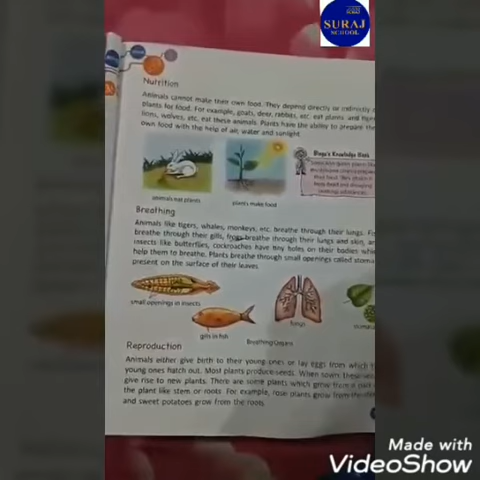 SURAJ
SCHOOL
Nutrition
Animals cannot make their own food. They depend directly or indirectly
plants for food. For example, goats, deer, rabbits, etc. eat plants and
lions, wolves, etc. eat these animals. Plants have the ability to prepare
own food with the help of air, water and sunlight.
Knowledge Bank
animals eat plants
plants make food
Breathing
Animals like tigers, whales, monkeys, etc. breathe through their lungs.
breathe through their gills, frogs breathe through their lungs and skin,
insects like butterflies, cockroaches have tiny holes on their bodies
help them to breathe. Plants breathe through small openings called
present on the surface of their leaves.
small openings in insects
gills in fish
lungs
Breathing Organs
Reproduction
Animals either give birth to their young ones or lay eggs from which
young ones hatch out. Most plants produce seeds. When sown these
give rise to new plants. There are some plants which grow from a part
the plant like stem or roots. For example, rose plants grow from the
and sweet potatoes grow from the roots.
Made with
VideoShow